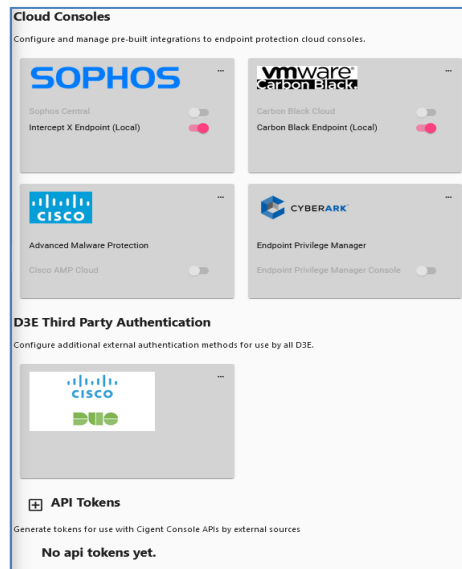 Cloud Consoles
Configure and manage pre-built integrations to endpoint protection cloud consoles.
SOPHOS
...
Sophos Central
Intercept X Endpoint (Local)
vmware
Carbon Black.
...
Carbon Black Cloud
Carbon Black Endpoint (Local)
CISCO
...
Advanced Malware Protection
Cisco AMP Cloud
CYBERARK
...
Endpoint Privilege Manager
Endpoint Privilege Manager Console
D3E Third Party Authentication
Configure additional external authentication methods for use by all D3E.
CISCO
DUO
...
API Tokens
Generate tokens for use with Cigent Console APIs by external sources
No api tokens yet.